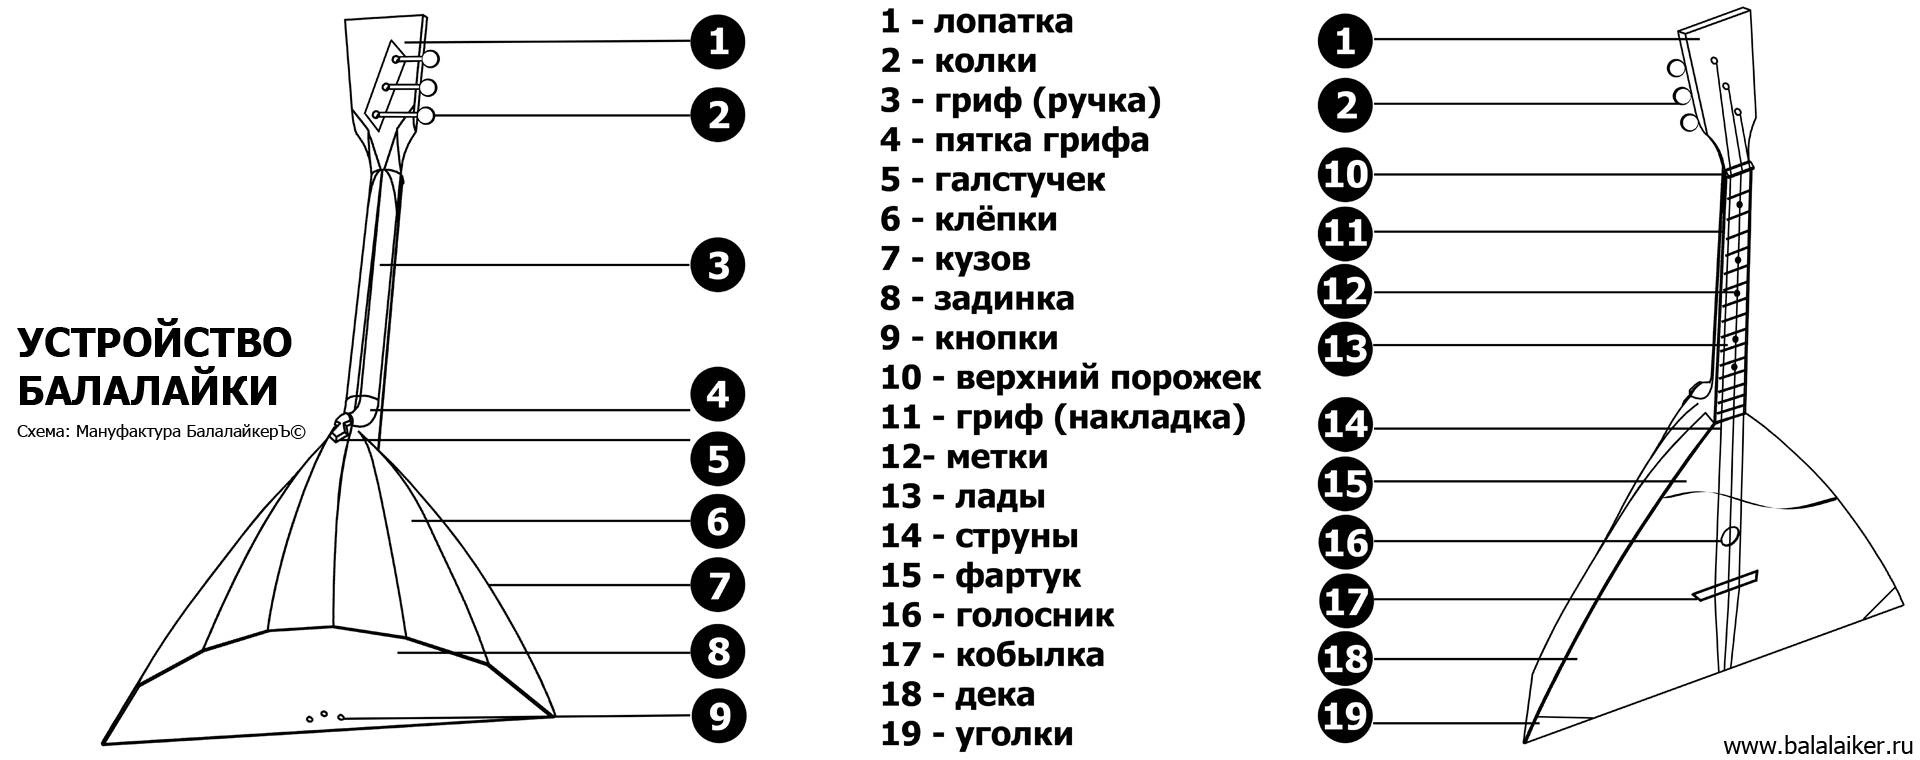 УСТРОЙСТВО
БАЛАЛАЙКИ
Схема: Мануфактура БалалайкерЪ©
1
2
3
4
5
6
7
8
9
1 - лопатка
2 - колки
3 - гриф (ручка)
4 - пятка грифа
5 - галстучек
6 - клёпки
7 - кузов
8 - задинка
9 - кнопки
10 - верхний порожек
11 - гриф (накладка)
12- метки
13 - лады
14 - струны
15 - фартук
16 - голосник
17 - кобылка
18 - дека
19 - уголки
1
2
10
11
12
13
14
15
16
17
18
19
www.balalaiker.ru